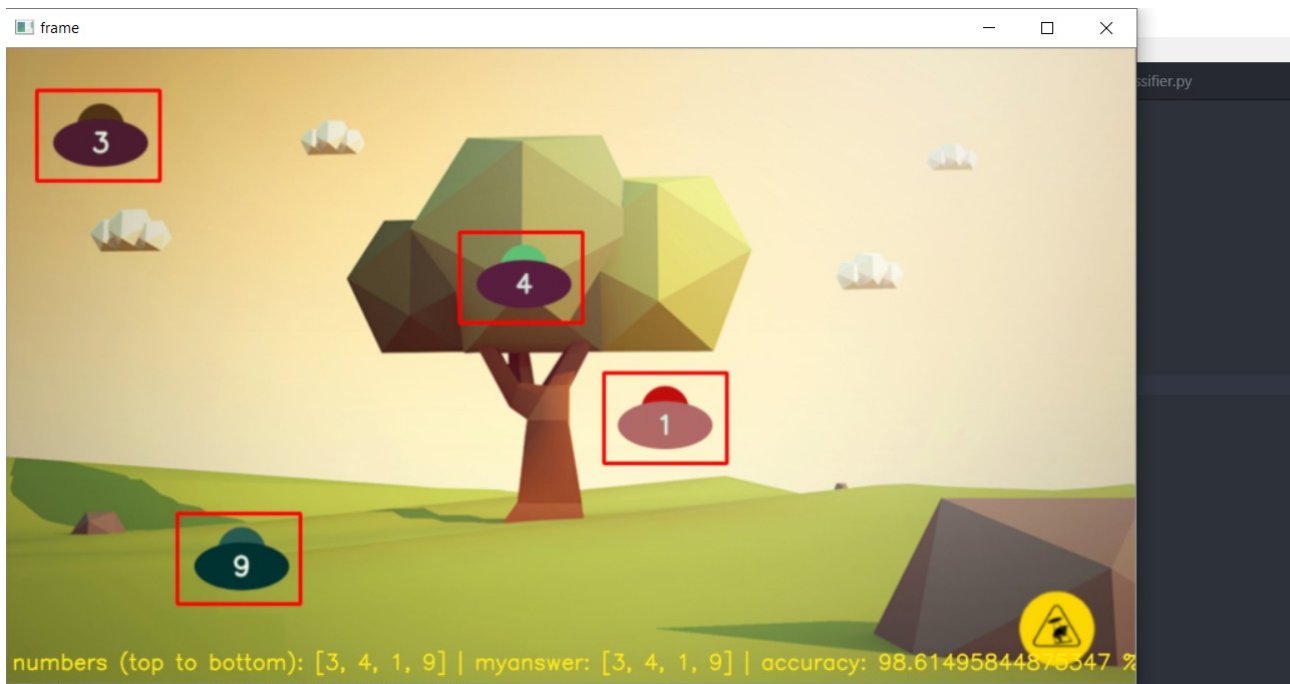 frame
ssifier.py
3
4
1
9
numbers (top to bottom): [3, 4, 1, 9] | myanswer: [3, 4, 1, 9] | accuracy: 98.61495844875347 %